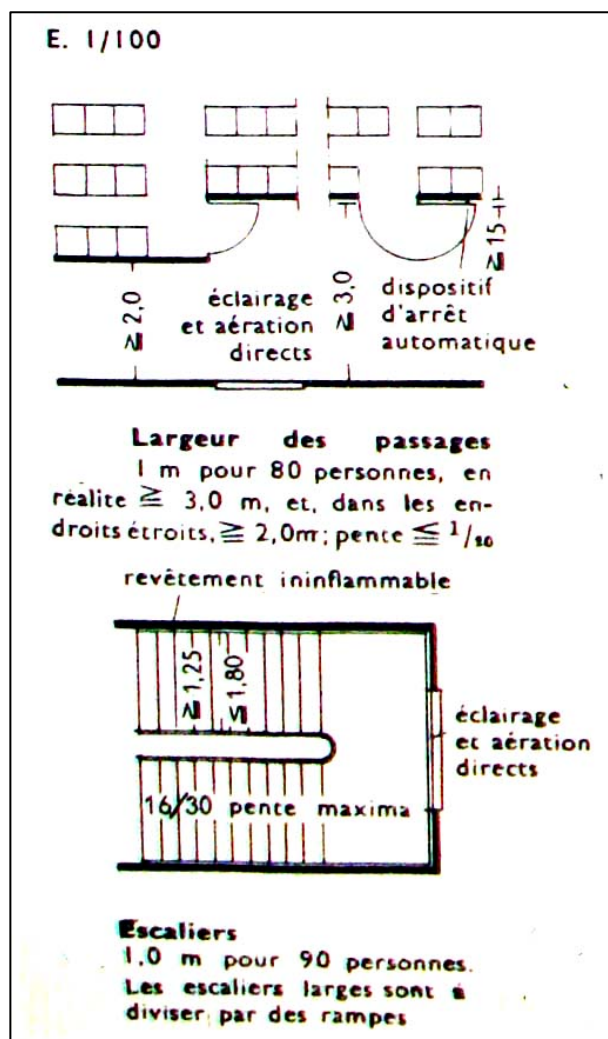 E. 1/100
≧ 2,0
éclairage
et aération
directs
≧ 3,0
dispositif
d'arrêt
automatique
≧ 15
Largeur des passages
1 m pour 80 personnes, en
réalite ≧ 3,0 m, et, dans les en-
droits étroits, ≧ 2,0m; pente ≦ 1/20
revêtement ininflammable
≧ 1,25
≦ 1,80
éclairage
et aération
directs
16/30 pente maxima
Escaliers
1,0 m pour 90 personnes.
Les escaliers larges sont à
diviser par des rampes